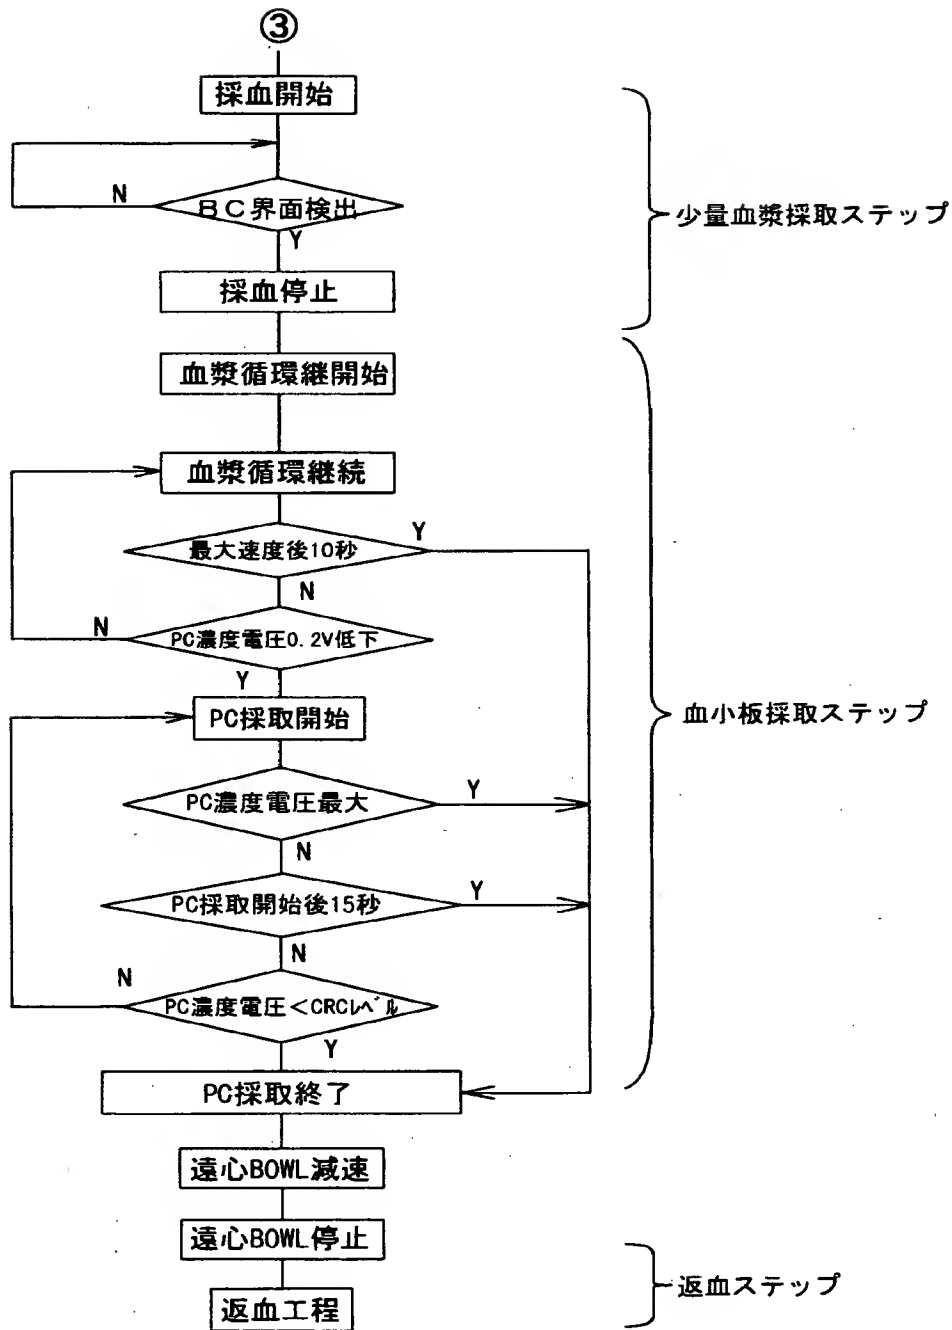 ③
採血開始
N
BC界面検出
Y
少量血漿採取ステップ
採血停止
血漿循環継開始
血漿循環継続
Y
最大速度後10秒
N
N
PC濃度電圧0.2V低下
Y
PC採取開始
血小板採取ステップ
Y
PC濃度電圧最大
N
Y
PC採取開始後15秒
N
N
PC濃度電圧<CRCレベル
Y
PC採取終了
遠心BOWL減速
遠心BOWL停止
返血ステップ
返血工程